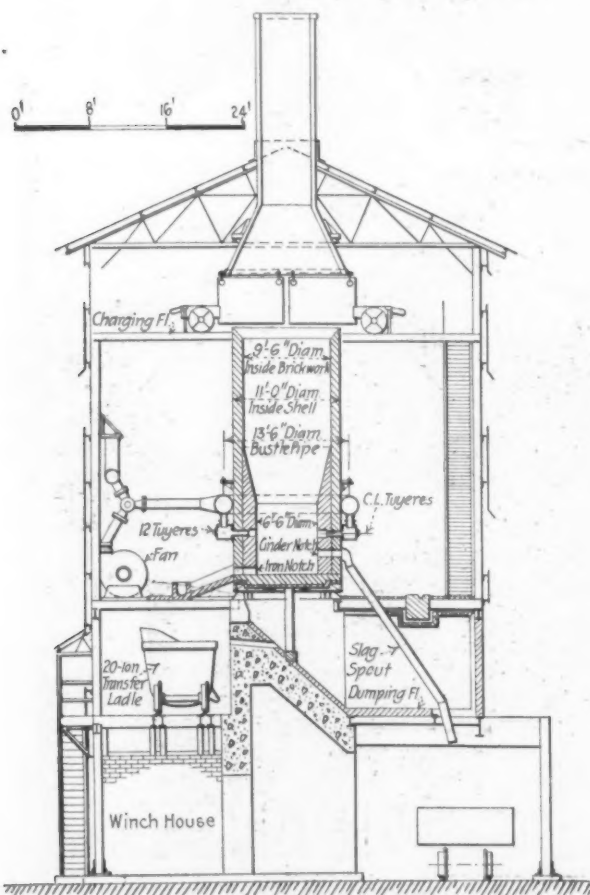 0' 8' 16' 24'
Charging Fl.
9'-6" Diam
Inside Brickwork
11'-0" Diam
Inside Shell
13'-6" Diam
Bustle Pipe
C.L. Tuyeres
12 Tuyeres
6'-6" Diam
Cinder Notch
Iron Notch
Fan
20-ton
Transfer
Ladle
Slag
Spout
Dumping Fl.
Winch House